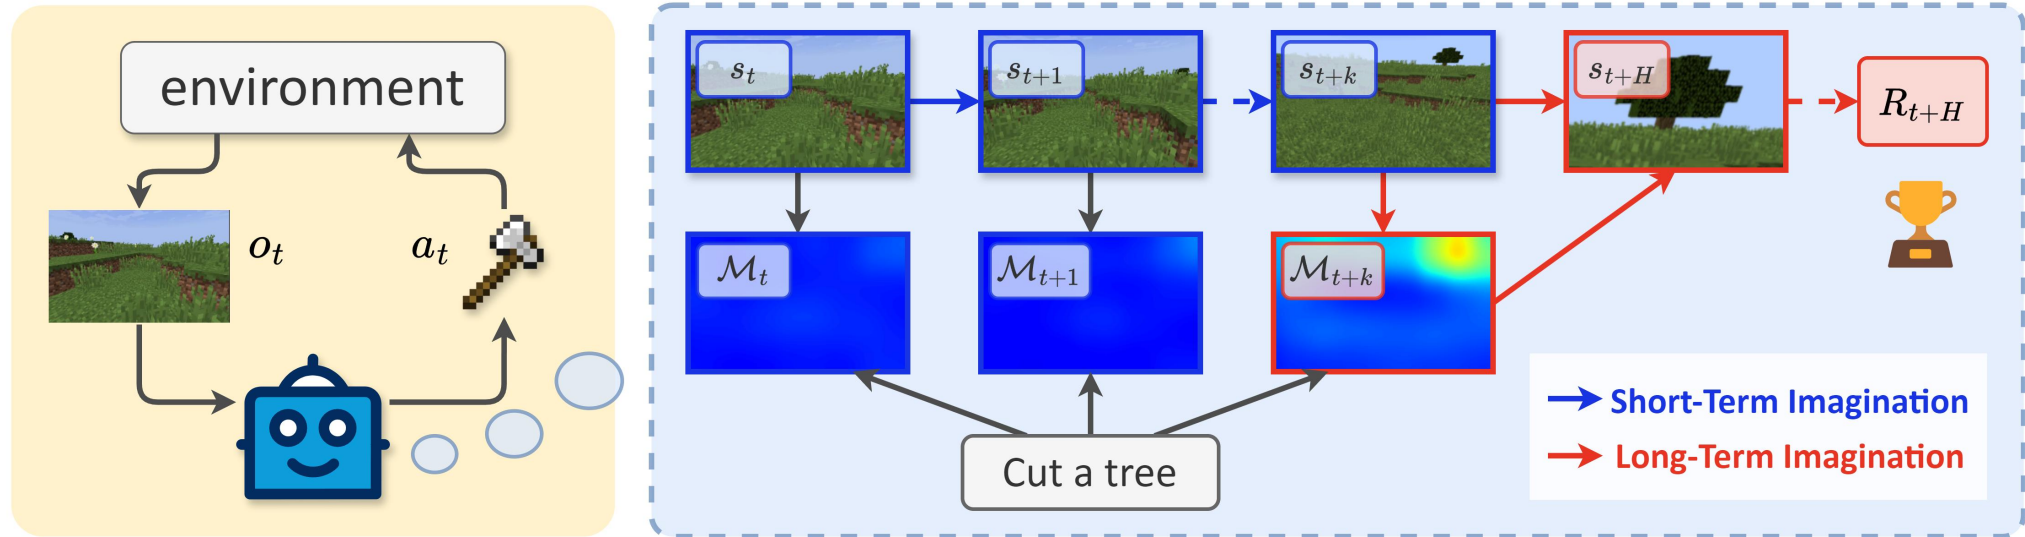 environment
o_t
a_t
s_t
s_{t+1}
s_{t+k}
s_{t+H}
R_{t+H}
ℳ_t
ℳ_{t+1}
ℳ_{t+k}
Cut a tree
Short-Term Imagination
Long-Term Imagination